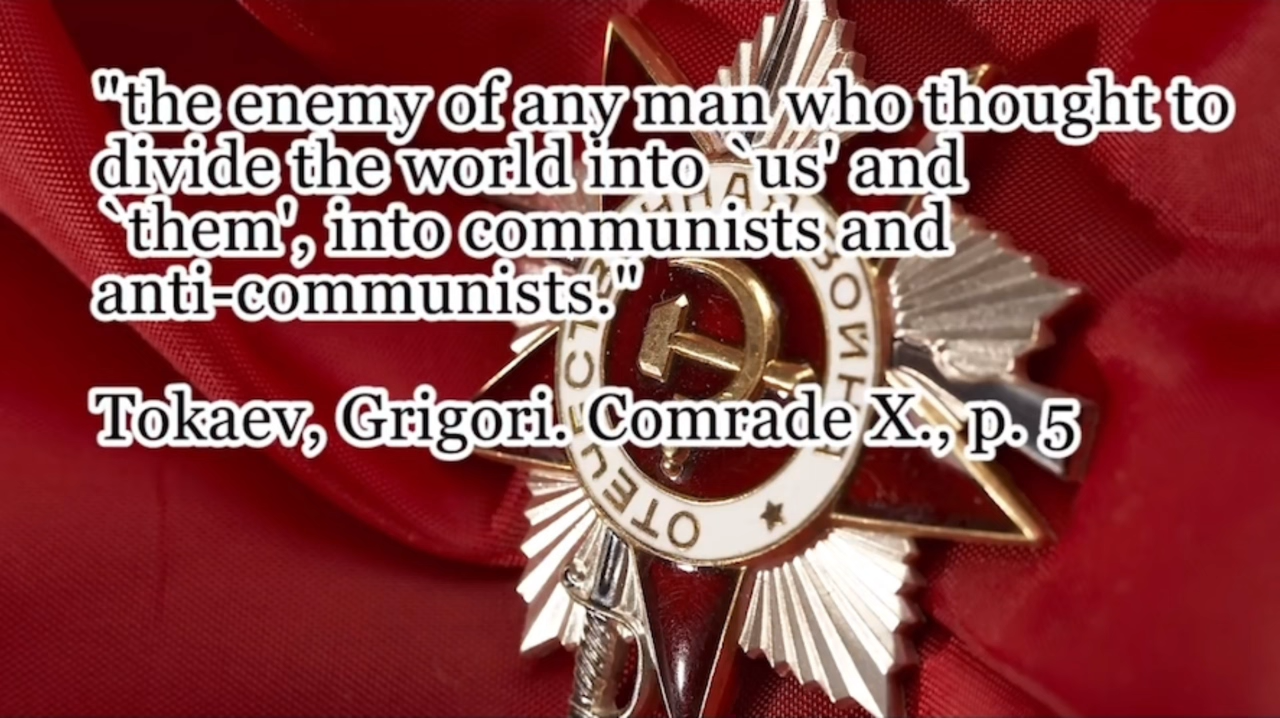 "the enemy of any man who thought to
divide the world into `us' and
`them', into communists and
anti-communists."
Tokaev, Grigori. Comrade X., p. 5